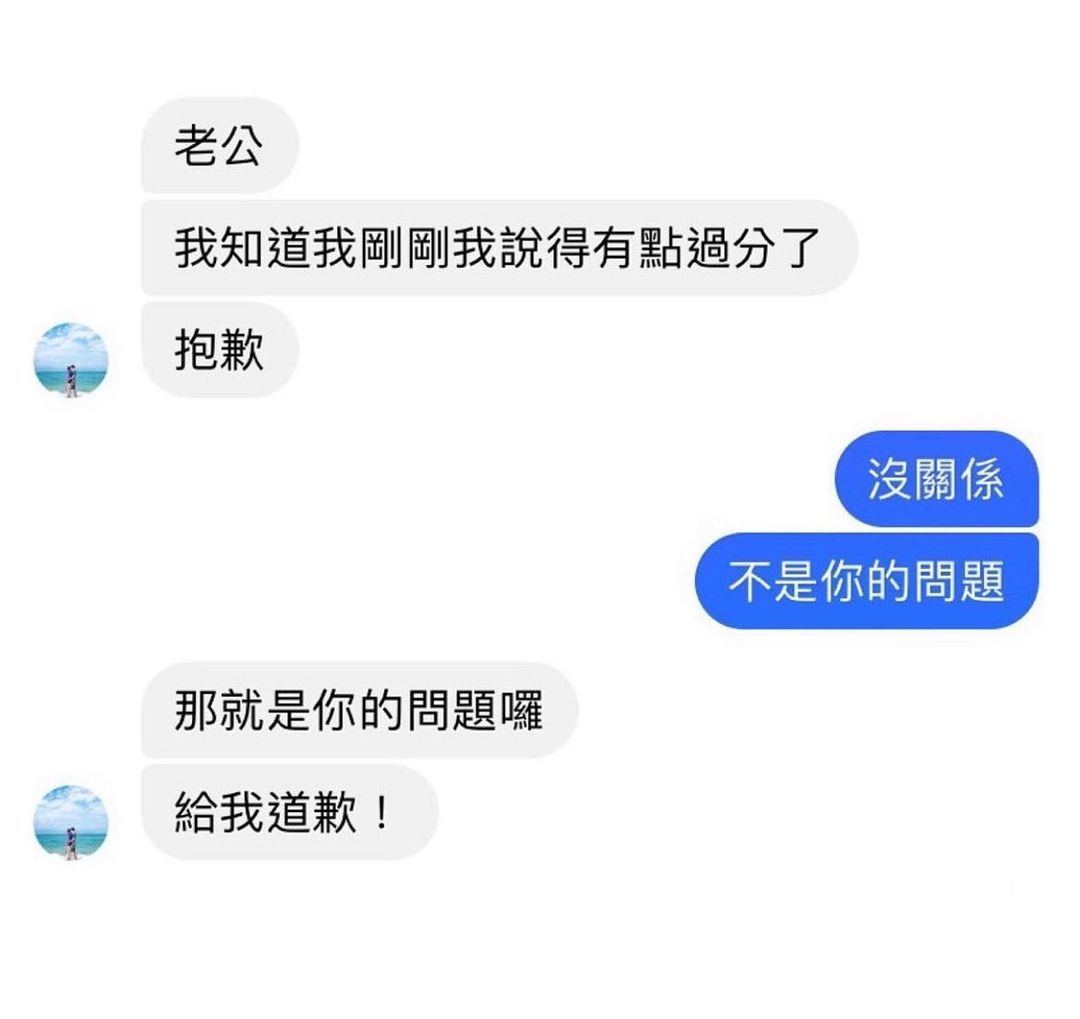 老公
我知道我剛剛我說得有點過分了
抱歉
沒關係
不是你的問題
那就是你的問題囉
給我道歉！